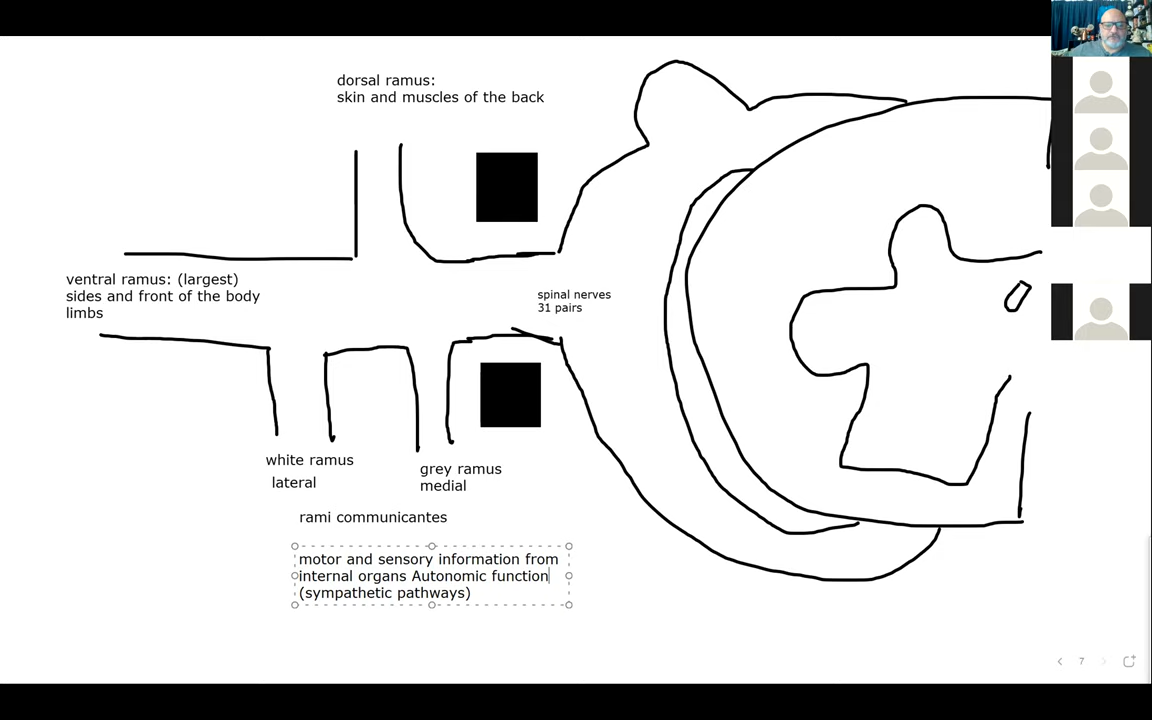 dorsal ramus:
skin and muscles of the back
ventral ramus: (largest)
sides and front of the body
limbs
spinal nerves
31 pairs
white ramus
lateral
grey ramus
medial
rami communicantes
motor and sensory information from
internal organs Autonomic function
(sympathetic pathways)
7